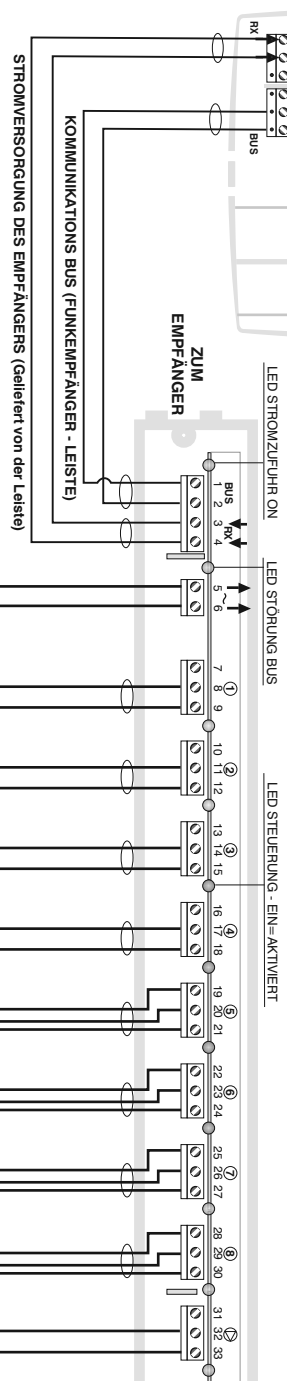 RX
BUS
STROMVERSORGUNG DES EMPFÄNGERS (Geliefert von der Leiste)
KOMMUNIKATIONS BUS (FUNKEMPFÄNGER - LEISTE)
ZUM
EMPFÄNGER
LED STROMZUFUHR ON
LED STÖRUNG BUS
LED STEUERUNG - EIN= AKTIVIERT
BUS
RX
1 2 3 4
5 ~ 6
①
7 8 9
②
10 11 12
③
13 14 15
④
16 17 18
⑤
19 20 21
⑥
22 23 24
⑦
25 26 27
⑧
28 29 30
31 32 33